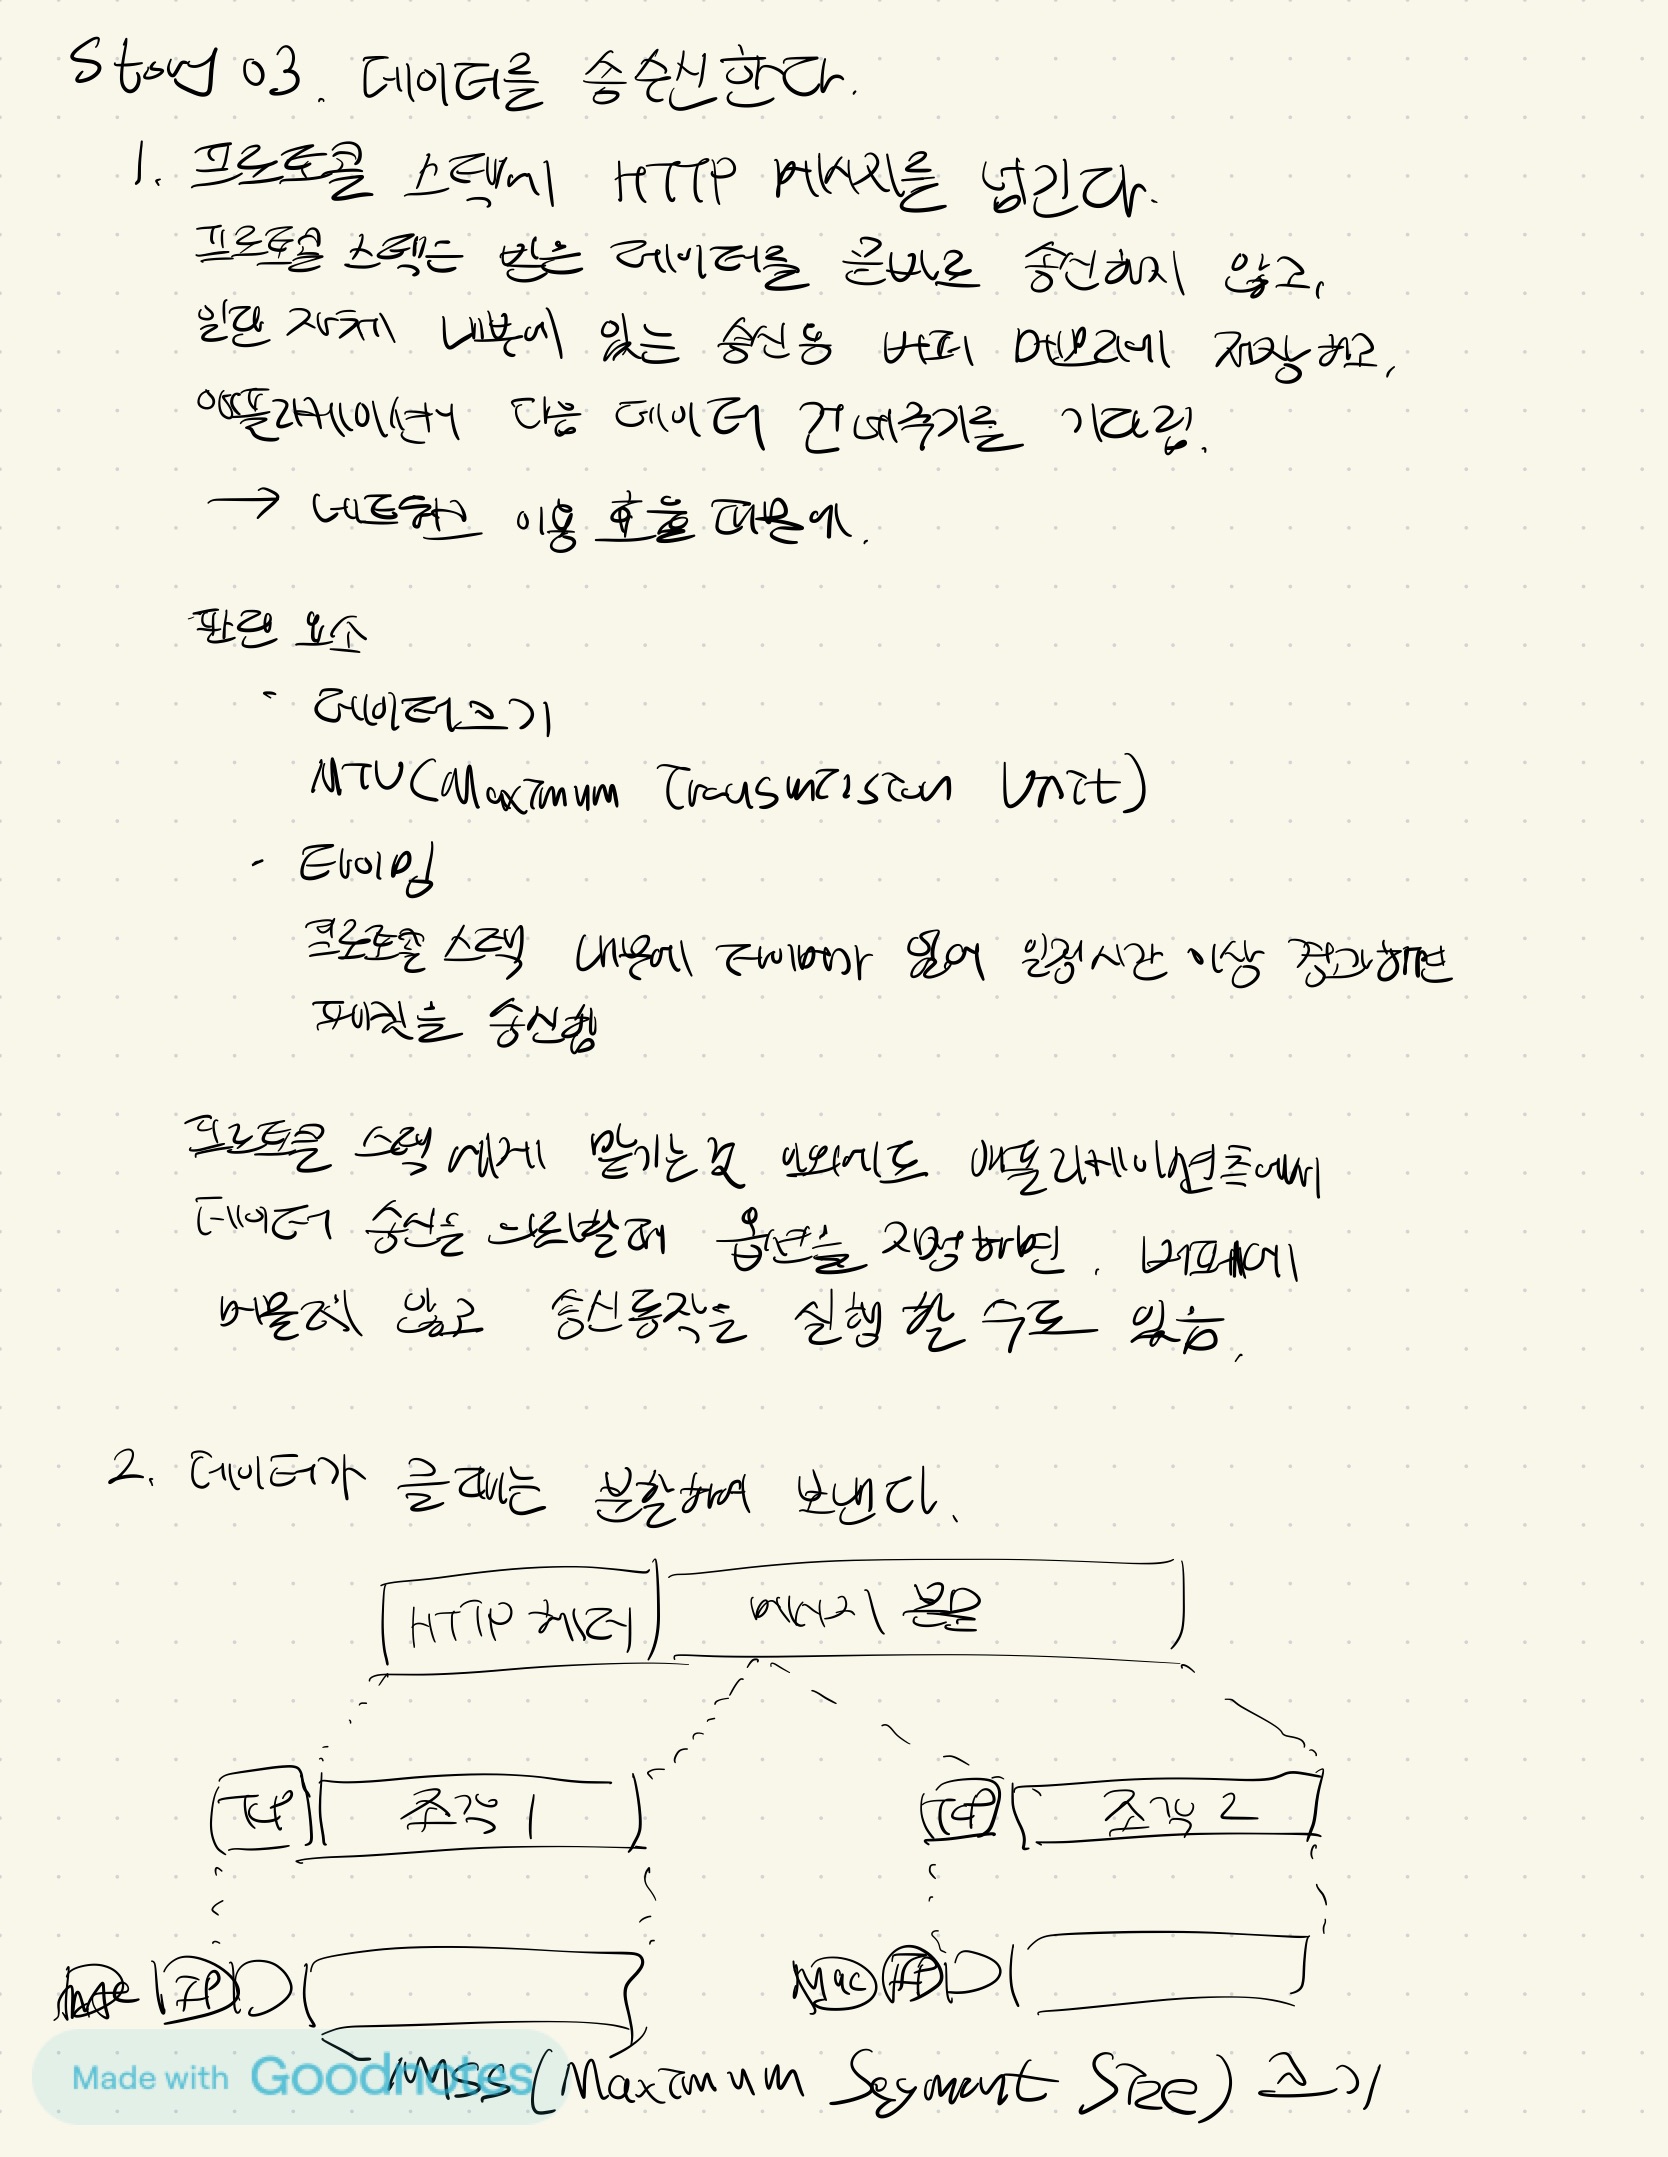 Story 03. 데이터를 송수신한다.
1. 프로토콜 스택에 HTTP 메시지를 넘긴다.
프로토콜 스택은 받은 데이터를 곧바로 송신하지 않고,
일단 자체 내부에 있는 송신용 버퍼 메모리에 저장하고,
애플리케이션이 다음 데이터 건네주기를 기다림.
→ 네트워크 이용 효율 때문에.
판단 요소
- 데이터크기
MTU(Maximum Transmission Unit)
- 타이밍
프로토콜 스택 내부에 타이머가 있어 일정시간 이상 경과하면
패킷을 송신함
프로토콜 스택 에게 맡기는것 이외에도 애플리케이션측에서
데이터 송신을 의뢰할때 옵션을 지정하면. 버퍼에
머물지 않고 송신동작을 실행 할 수도 있음.
2. 데이터가 클 때는 분할하여 보낸다.
HTTP 헤더 메시지 본문
TCP 조각 1 TCP 조각 2
Mac IP Mac IP
MSS(Maximum Segment Size) 크기
Made with Goodnotes